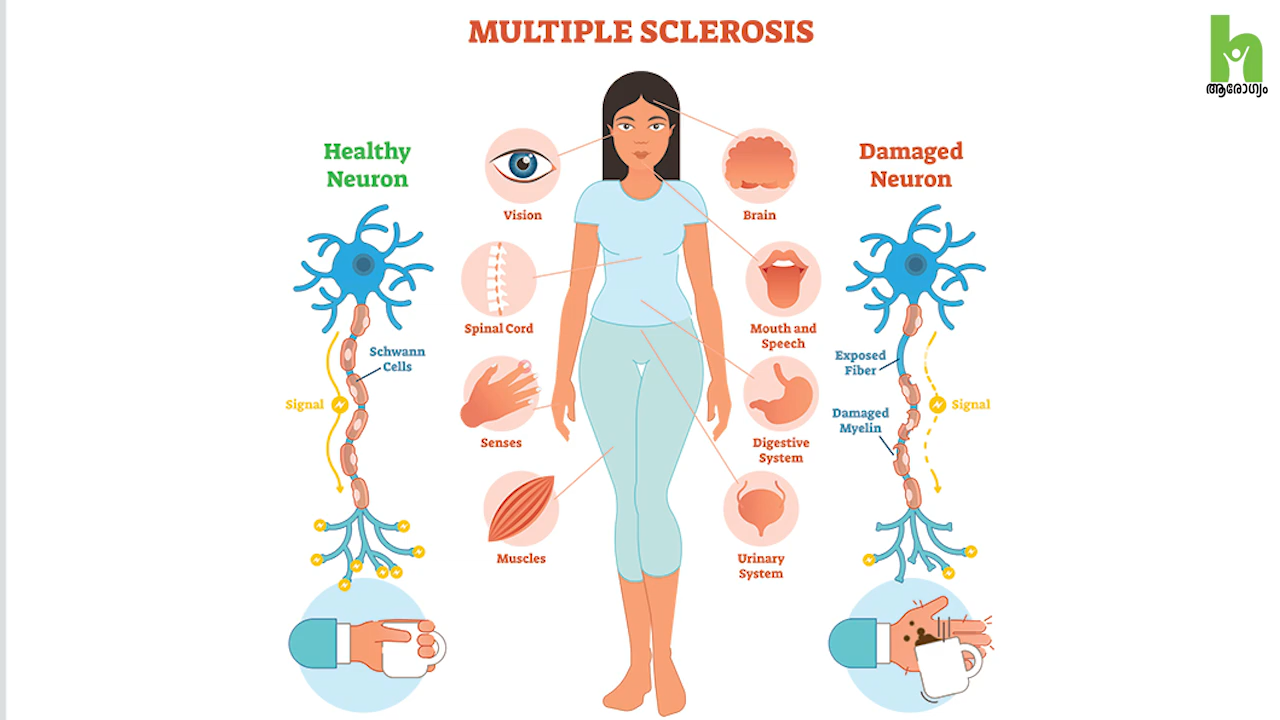 MULTIPLE SCLEROSIS
ആരോഗ്യം
Healthy
Neuron
Damaged
Neuron
Vision
Brain
Spinal Cord
Mouth and
Speech
Schwann
Cells
Exposed
Fiber
Signal
Signal
Damaged
Myelin
Senses
Digestive
System
Muscles
Urinary
System